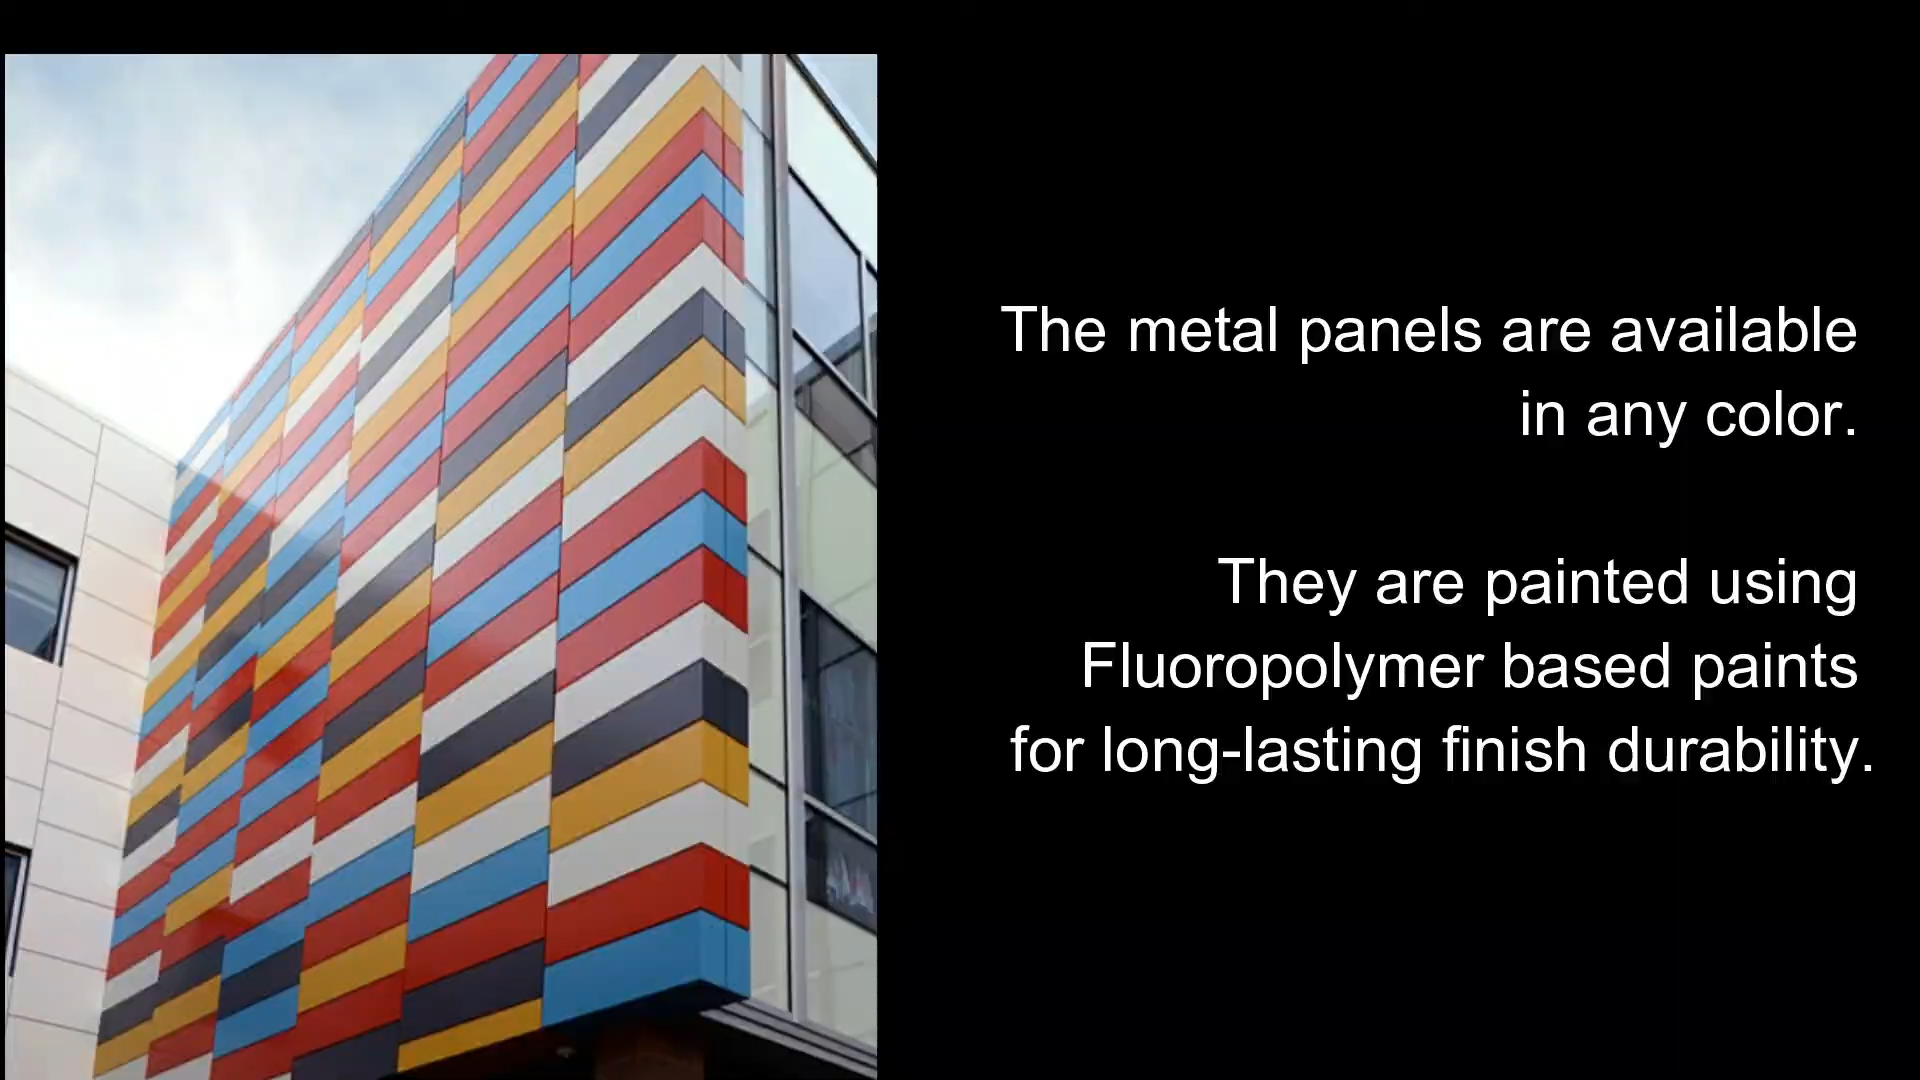 The metal panels are available
in any color.
They are painted using
Fluoropolymer based paints
for long-lasting finish durability.